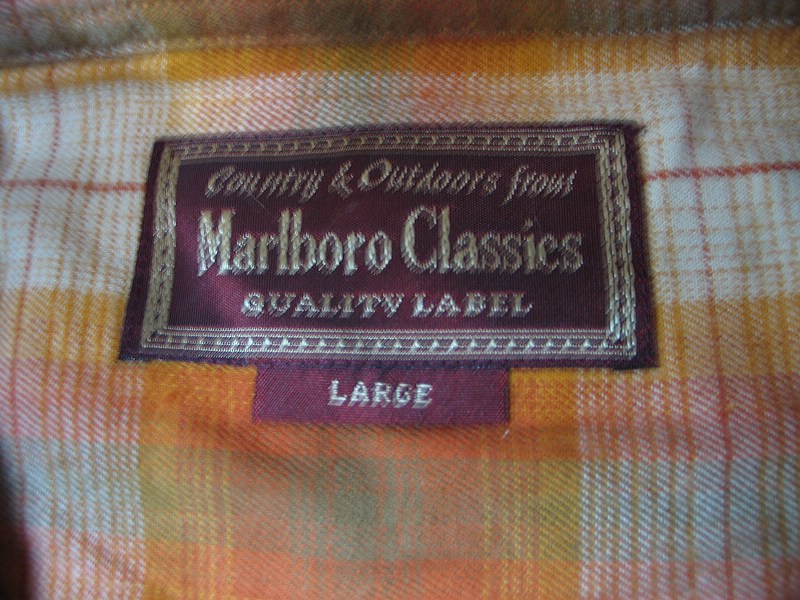 Country & Outdoors from
Marlboro Classics
QUALITY LABEL
LARGE